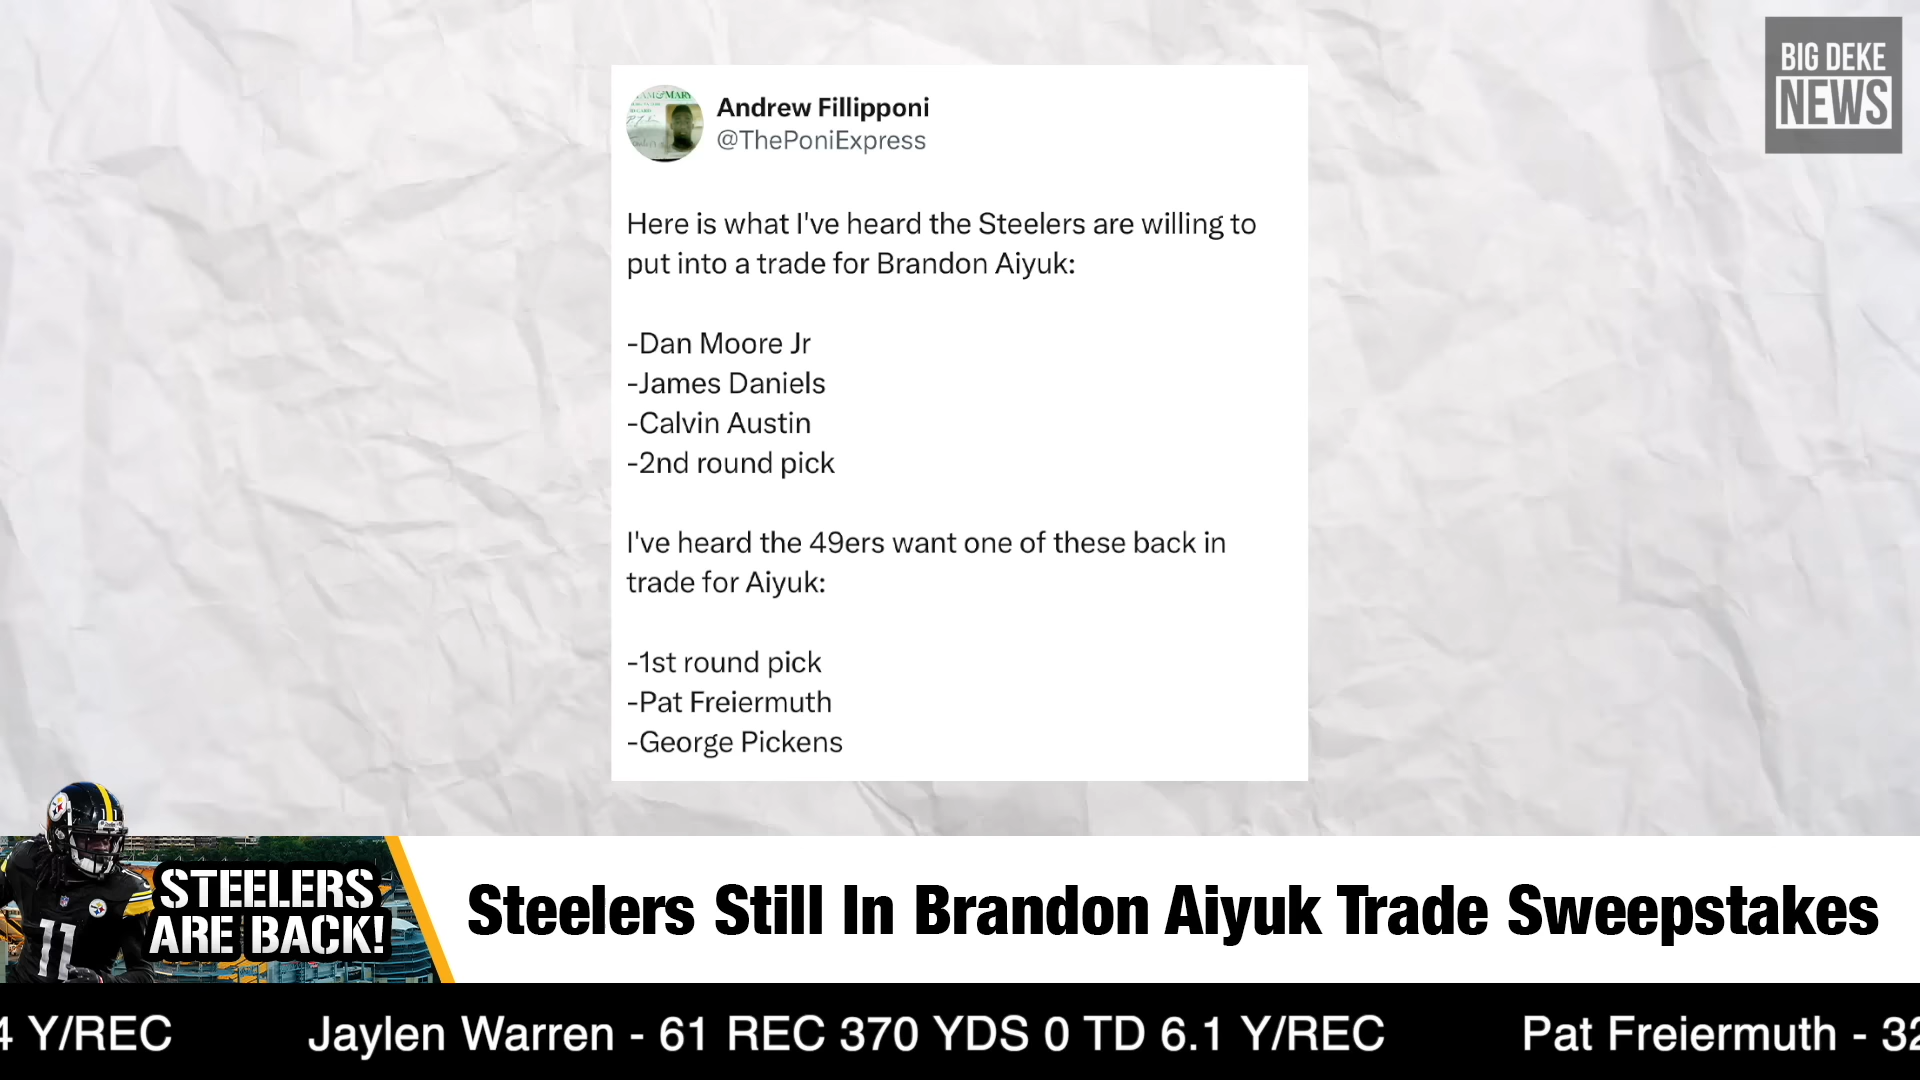 BIG DEKE
NEWS
Andrew Fillipponi
@ThePoniExpress
Here is what I've heard the Steelers are willing to
put into a trade for Brandon Aiyuk:
-Dan Moore Jr
-James Daniels
-Calvin Austin
-2nd round pick
I've heard the 49ers want one of these back in
trade for Aiyuk:
-1st round pick
-Pat Freiermuth
-George Pickens
STEELERS
ARE BACK!
11
Steelers Still In Brandon Aiyuk Trade Sweepstakes
4 Y/REC Jaylen Warren - 61 REC 370 YDS 0 TD 6.1 Y/REC Pat Freiermuth - 32